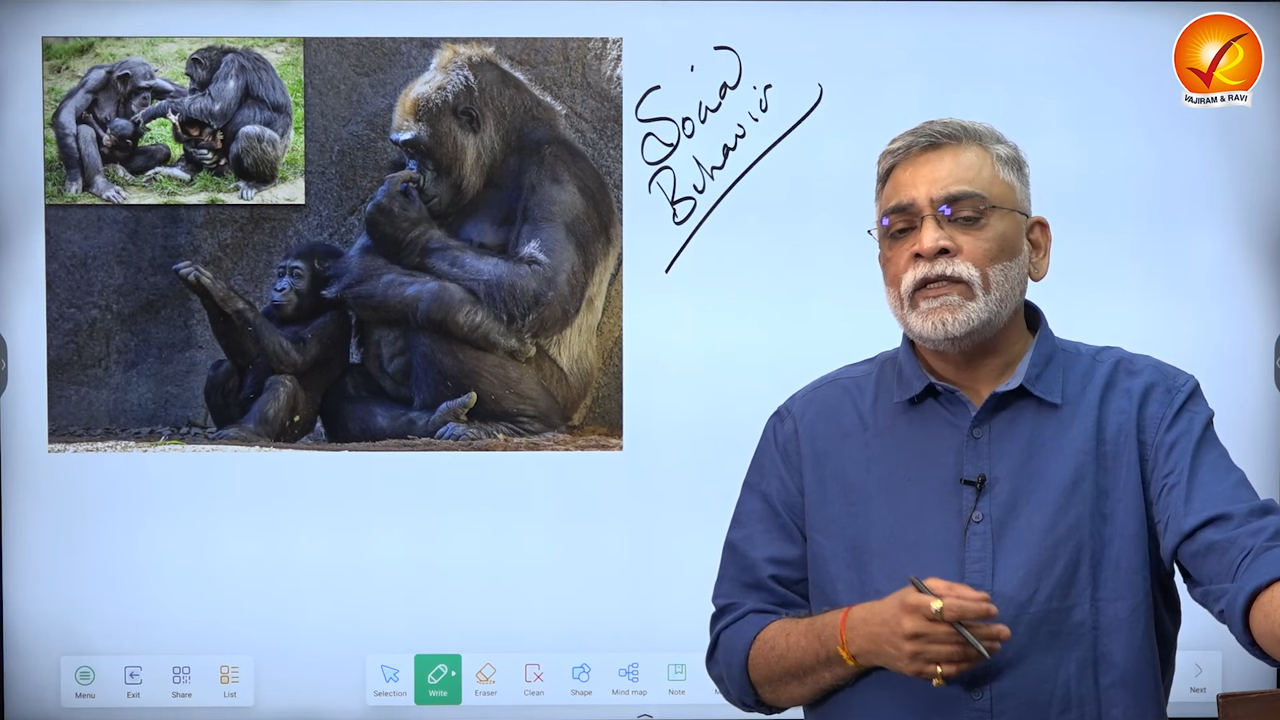 Social
Behavior
VAJIRAM & RAVI
Menu
Exit
Share
List
Selection
Write
Eraser
Clean
Shape
Mind map
Note
Next